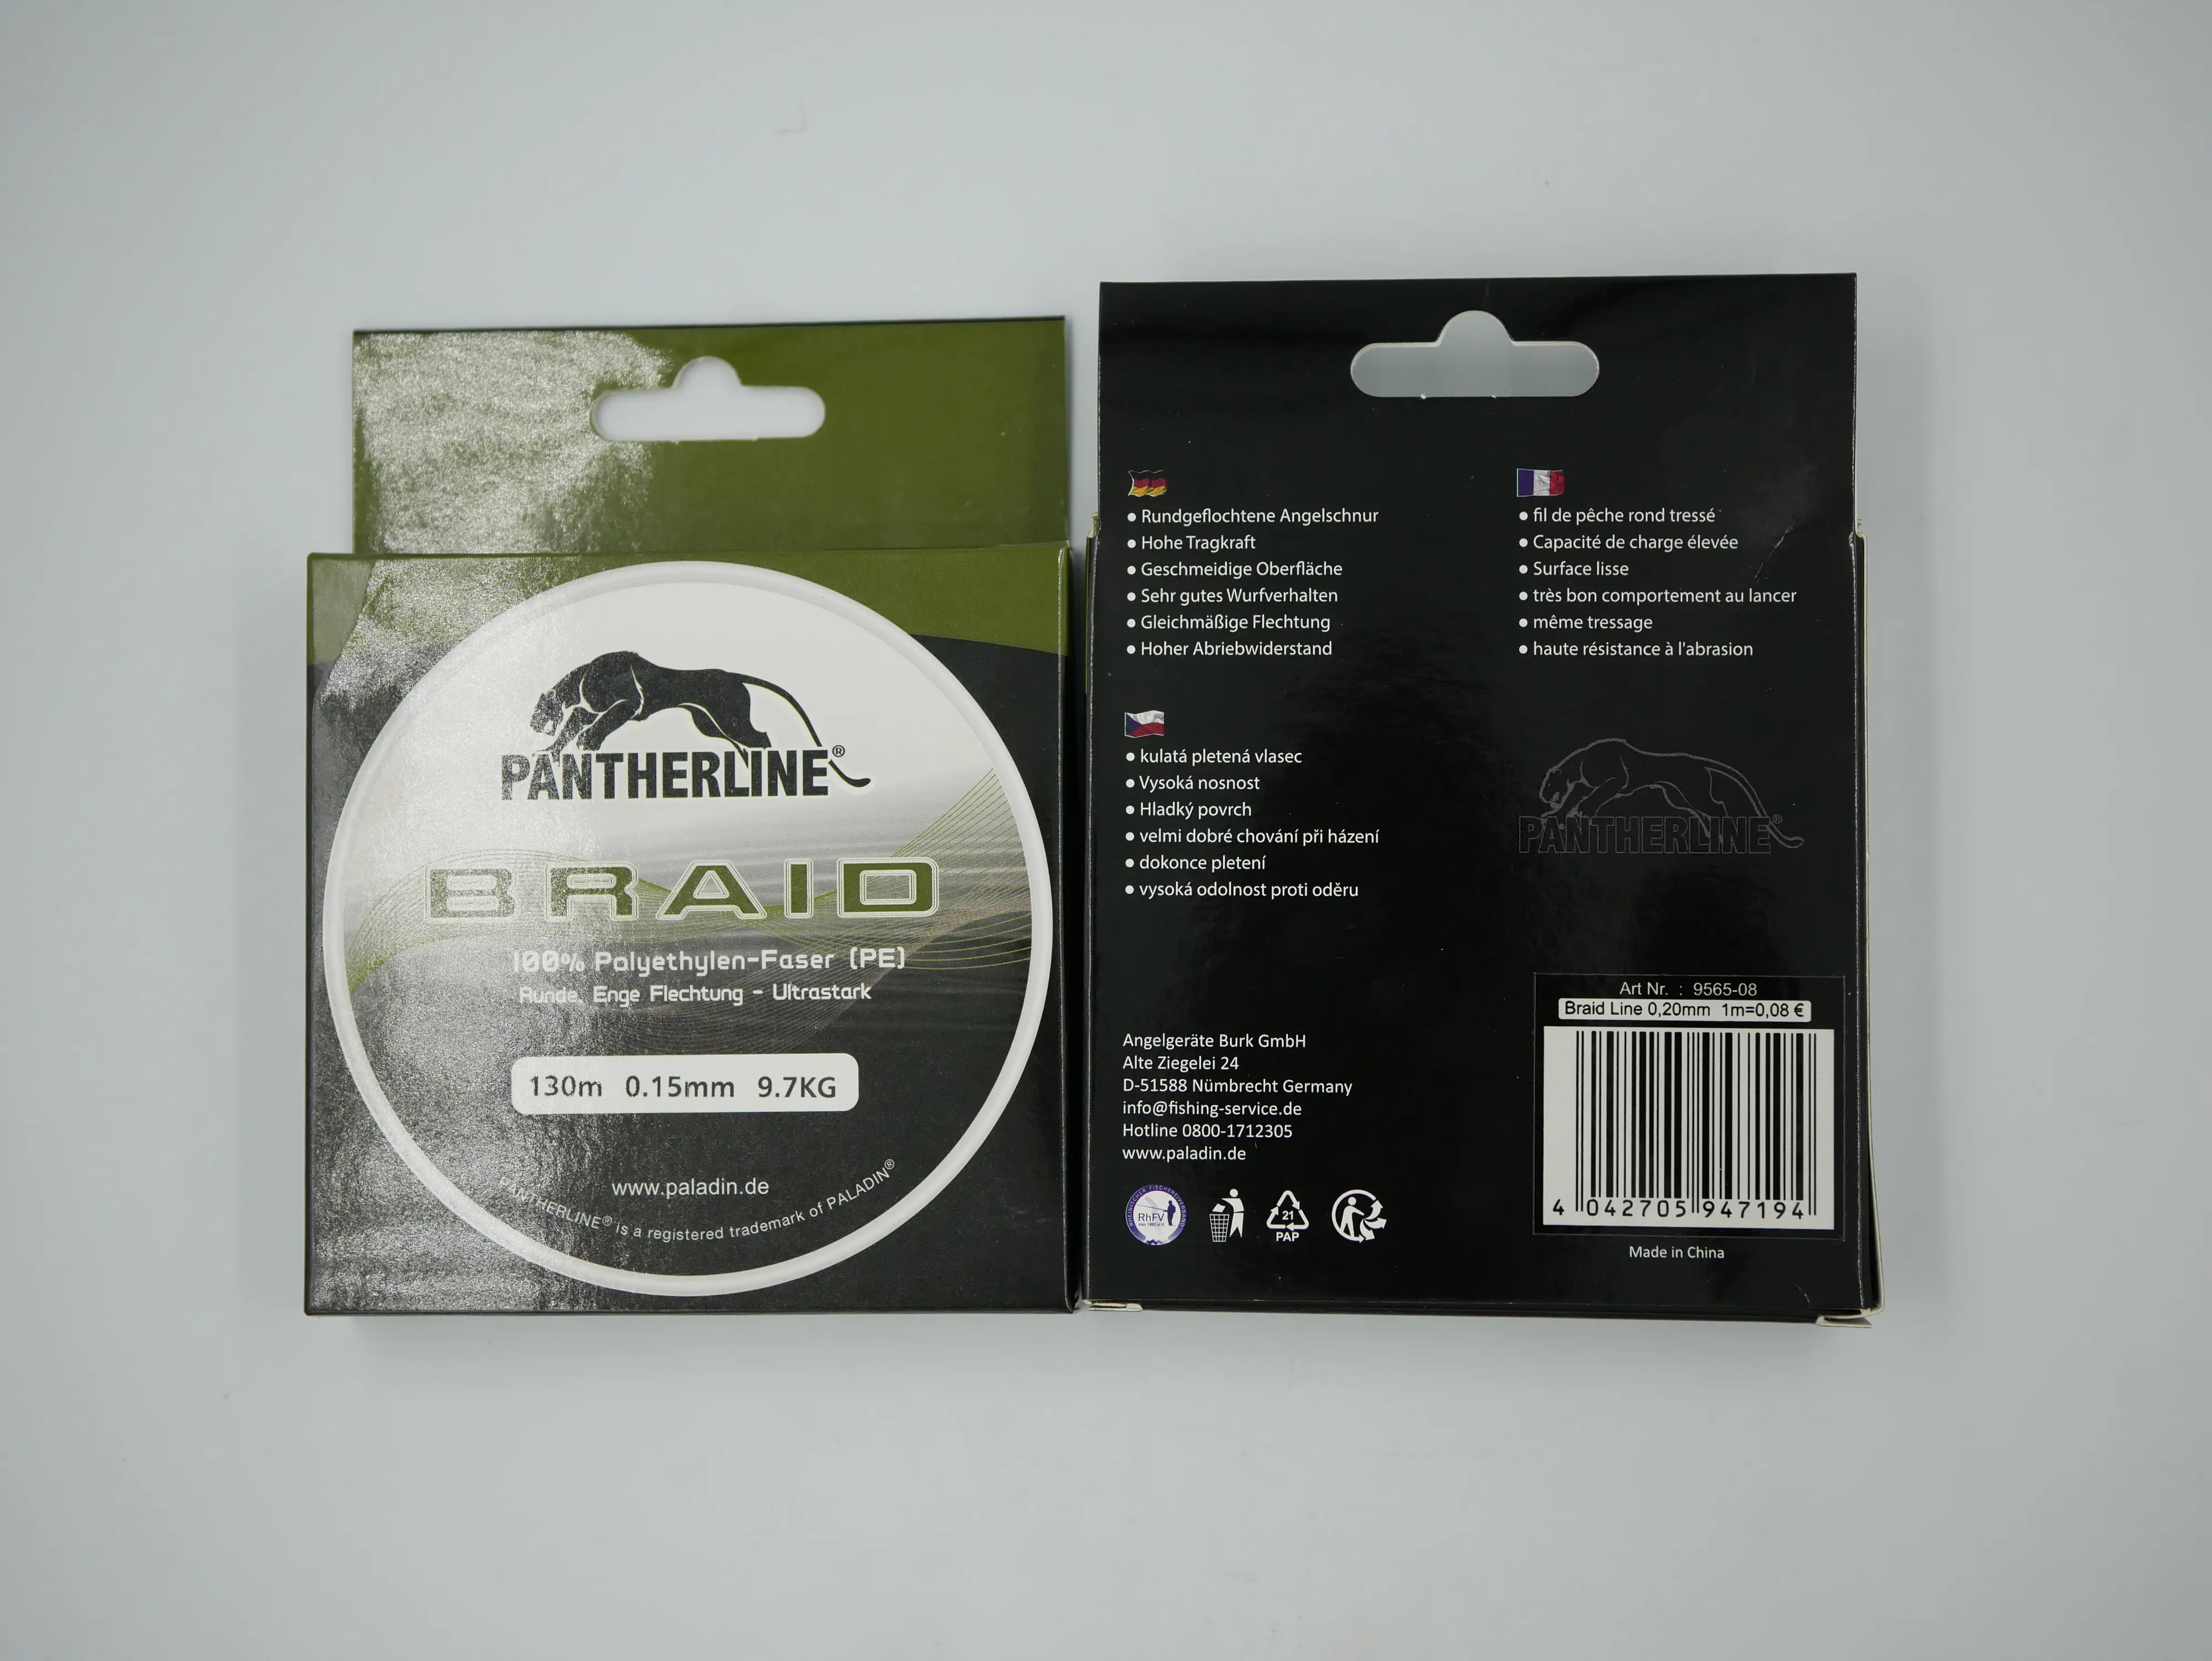 PANTHERLINE®
BRAID
100% Polyethylen-Faser (PE)
Runde, Enge Flechtung - Ultrastark
130m 0.15mm 9.7KG
www.paladin.de
PANTHERLINE® is a registered trademark of PALADIN®
• Rundgeflochtene Angelschnur
• Hohe Tragkraft
• Geschmeidige Oberfläche
• Sehr gutes Wurfverhalten
• Gleichmäßige Flechtung
• Hoher Abriebwiderstand
• fil de pêche rond tressé
• Capacité de charge élevée
• Surface lisse
• très bon comportement au lancer
• même tressage
• haute résistance à l'abrasion
• kulatá pletená vlasec
• Vysoká nosnost
• Hladký povrch
• velmi dobré chování při házení
• dokonce pletení
• vysoká odolnost proti oděru
PANTHERLINE®
Angelgeräte Burk GmbH
Alte Ziegelei 24
D-51588 Nümbrecht Germany
info@fishing-service.de
Hotline 0800-1712305
www.paladin.de
RhFV
21
PAP
Art Nr. : 9565-08
Braid Line 0,20mm 1m=0,08 €
4 042705 947194
Made in China